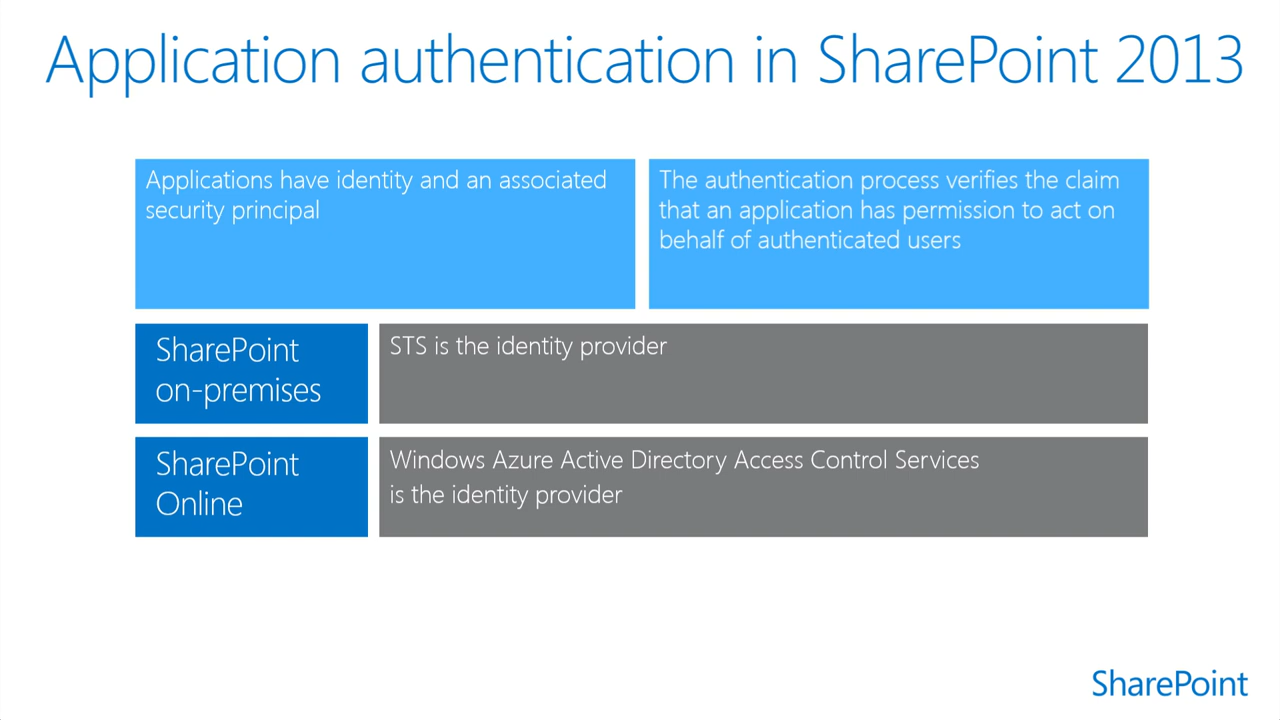 Application authentication in SharePoint 2013
Applications have identity and an associated
security principal
The authentication process verifies the claim
that an application has permission to act on
behalf of authenticated users
SharePoint
on-premises
STS is the identity provider
SharePoint
Online
Windows Azure Active Directory Access Control Services
is the identity provider
SharePoint